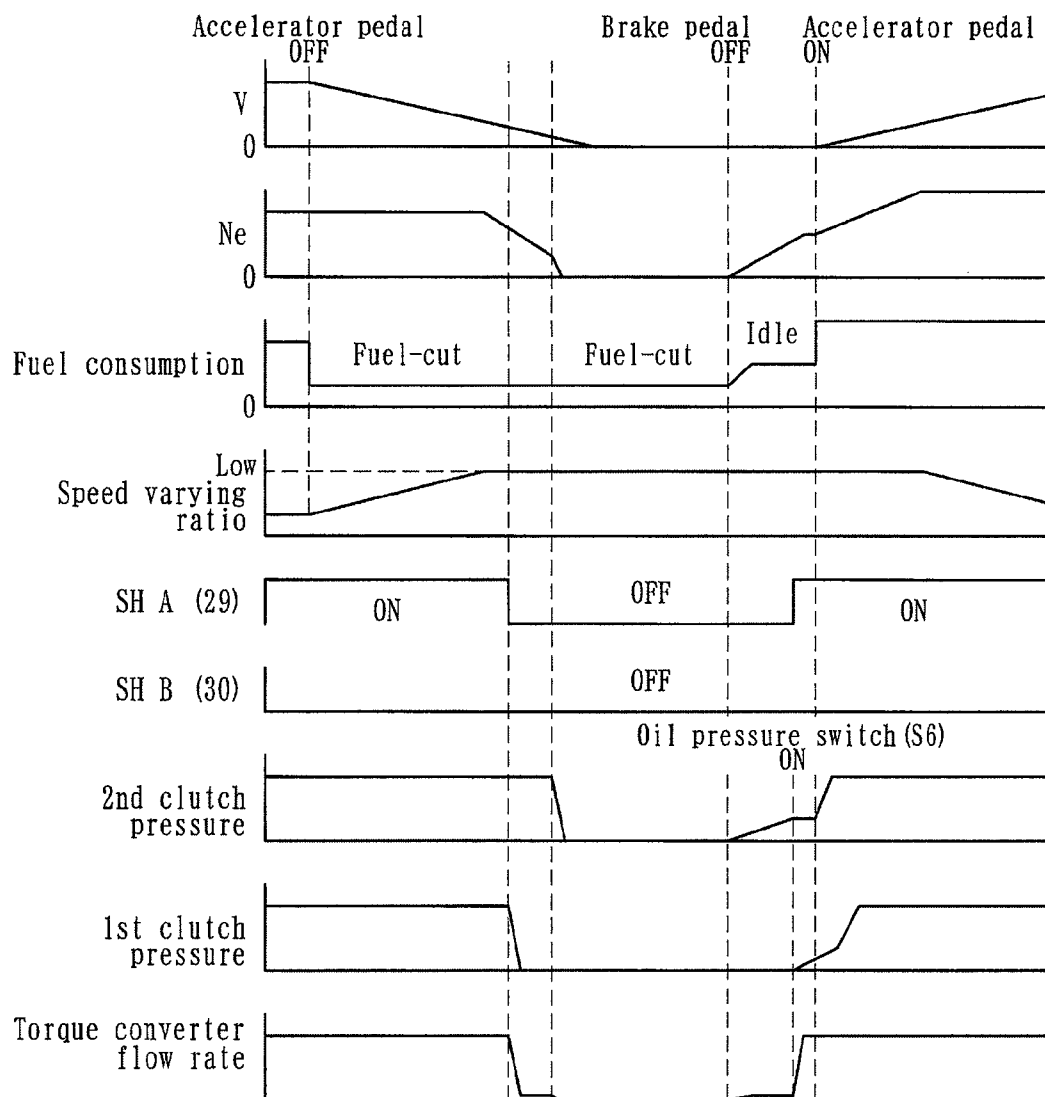 Accelerator pedal
OFF
Brake pedal
OFF
Accelerator pedal
ON
V
0
Ne
0
Fuel consumption
Fuel-cut
Fuel-cut
Idle
0
Low
Speed varying
ratio
SH A (29)
ON
OFF
ON
SH B (30)
OFF
Oil pressure switch(S6)
ON
2nd clutch
pressure
1st clutch
pressure
Torque converter
flow rate